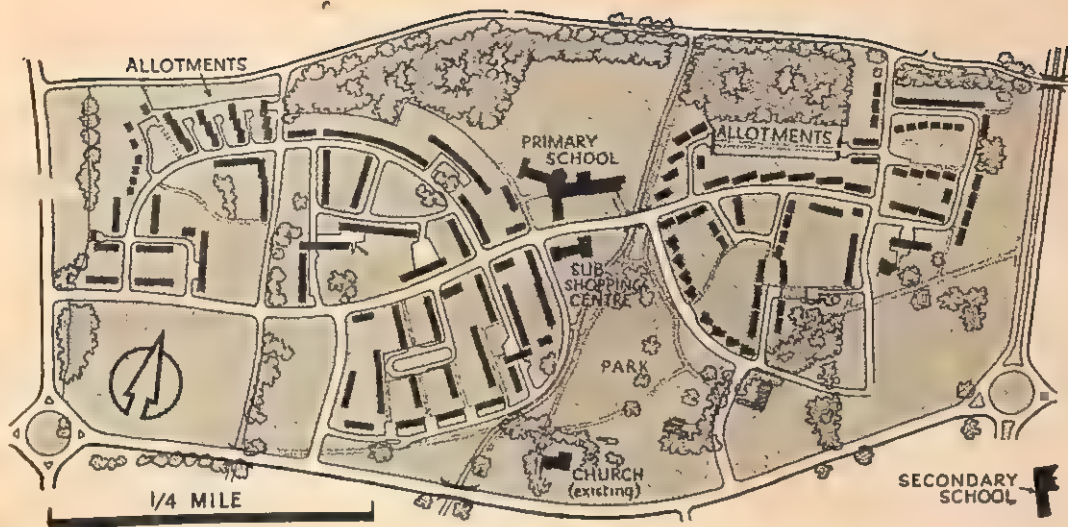 ALLOTMENTS
PRIMARY
SCHOOL
ALLOTMENTS
SUB
SHOPPING
CENTRE
PARK
CHURCH
(existing)
1/4 MILE
SECONDARY
SCHOOL